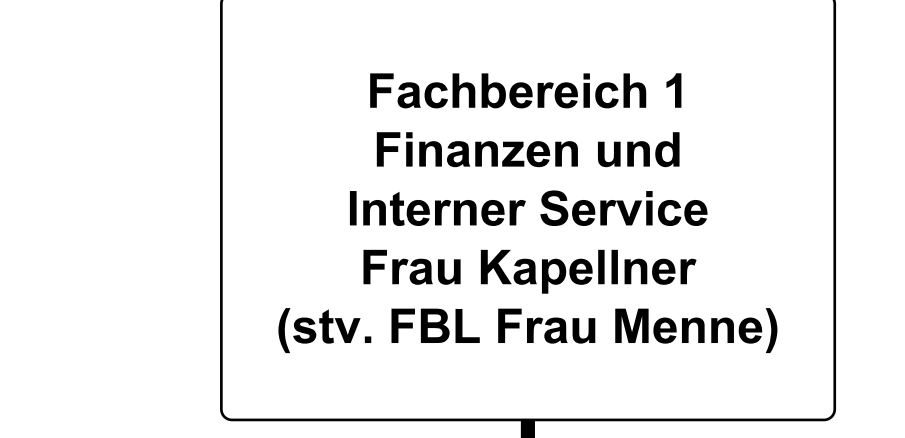 Fachbereich 1
Finanzen und
Interner Service
Frau Kapellner
(stv. FBL Frau Menne)